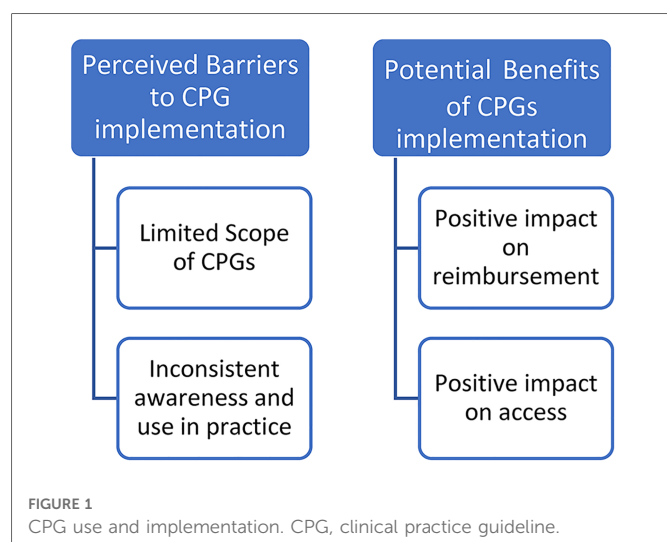 Perceived Barriers
to CPG
implementation
Limited Scope
of CPGs
Inconsistent
awareness and
use in practice
Potential Benefits
of CPGs
implementation
Positive impact
on
reimbursement
Positive impact
on access
FIGURE 1
CPG use and implementation. CPG, clinical practice guideline.